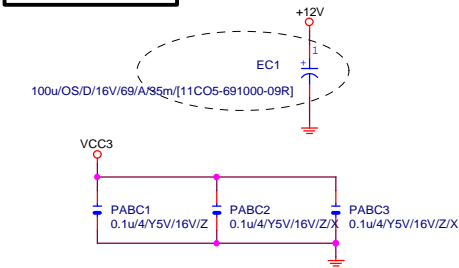 +12V
1
EC1
+
100u/OS/D/16V/69/A/35m/[11CO5-691000-09R]
VCC3
PABC1 PABC2 PABC3
0.1u/4/Y5V/16V/Z 0.1u/4/Y5V/16V/Z/X 0.1u/4/Y5V/16V/Z/X